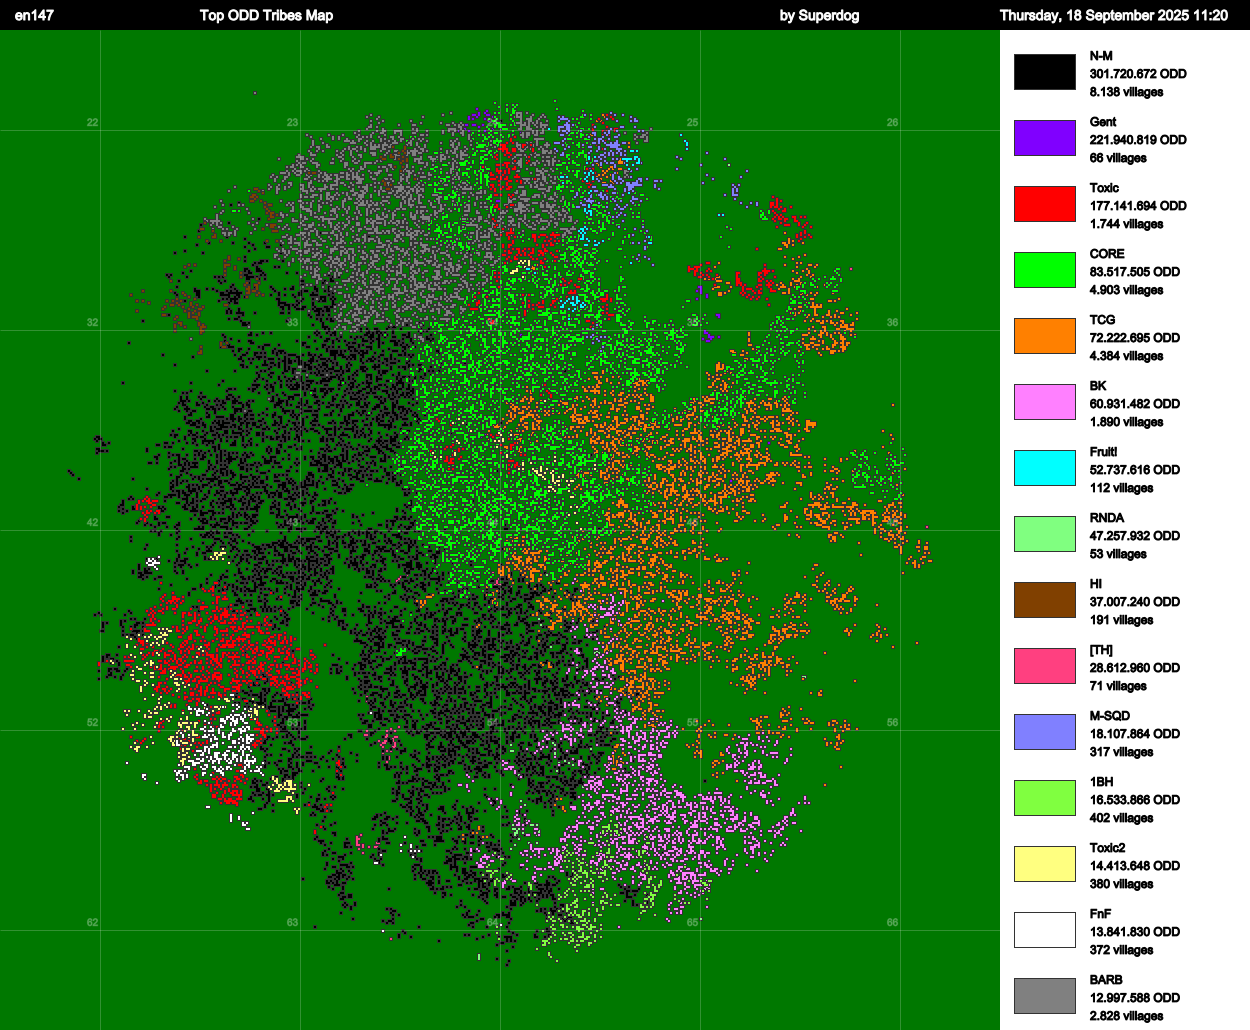 en147 Top ODD Tribes Map by Superdog Thursday, 18 September 2025 11:20
N-M
301.720.672 ODD
8.138 villages
Gent
221.940.819 ODD
66 villages
Toxic
177.141.694 ODD
1.744 villages
CORE
83.517.505 ODD
4.903 villages
TCG
72.222.695 ODD
4.384 villages
BK
60.931.482 ODD
1.890 villages
Fruit!
52.737.616 ODD
112 villages
RNDA
47.257.932 ODD
53 villages
HI
37.007.240 ODD
191 villages
[TH]
28.612.960 ODD
71 villages
M-SQD
18.107.864 ODD
317 villages
1BH
16.533.866 ODD
402 villages
Toxic2
14.413.648 ODD
380 villages
FnF
13.841.830 ODD
372 villages
BARB
12.997.588 ODD
2.828 villages
22 23 25 26
32 33 35 36
42 43 45
52 53 54 55 56
62 63 64 65 66